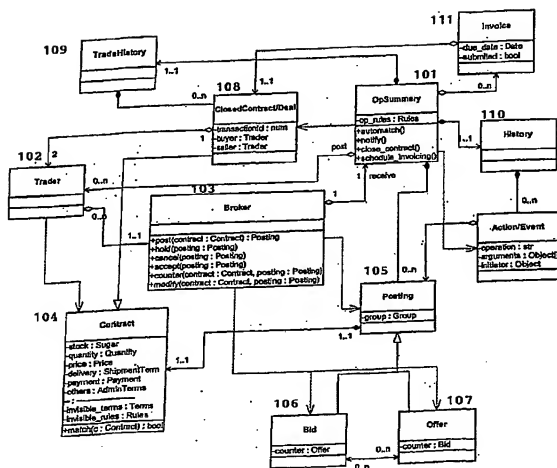 111
Invoice
-due_date : Date
-submitted : bool
109
TradeHistory
1..1
0..n
108
ClosedContract/Deal
-transactionId : num
-buyer : Trader
-seller : Trader
1..1
0..n
101
OpSummary
-op_rules : Rules
+automatch()
+notify()
+close_contract()
+schedule_invoicing()
110
History
1..1
2
1
post
102
Trader
0..n
0..n
1
receive
1
103
Broker
+post(contract : Contract) : Posting
+hold(posting : Posting)
+cancel(posting : Posting)
+accept(posting : Posting)
+counter(contract : Contract, posting : Posting)
+modify(contract : Contract, posting : Posting)
1..1
Action/Event
-operation : str
-arguments : Object[]
-initiator : Object
0..n
105
Posting
-group : Group
104
Contract
-stock : Sugar
-quantity : Quantity
-price : Price
-delivery : ShipmentTerm
-payment : Payment
-others : AdminTerms
-invisible_terms : Terms
-invisible_rules : Rules
+match(c : Contract) : bool
1..1
1..1
106
Bid
-counter : Offer
107
Offer
-counter : Bid
0..n
0..n